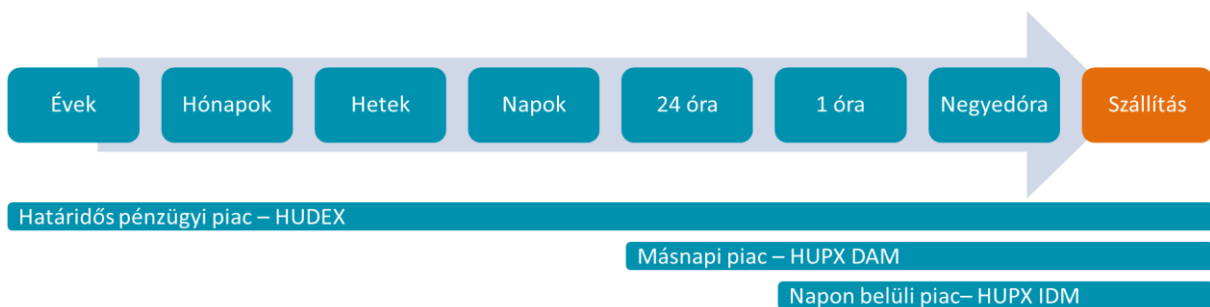 Évek
Hónapok
Hetek
Napok
24 óra
1 óra
Negyedóra
Szállítás
Határidős pénzügyi piac – HUDEX
Másnapi piac – HUPX DAM
Napon belüli piac– HUPX IDM